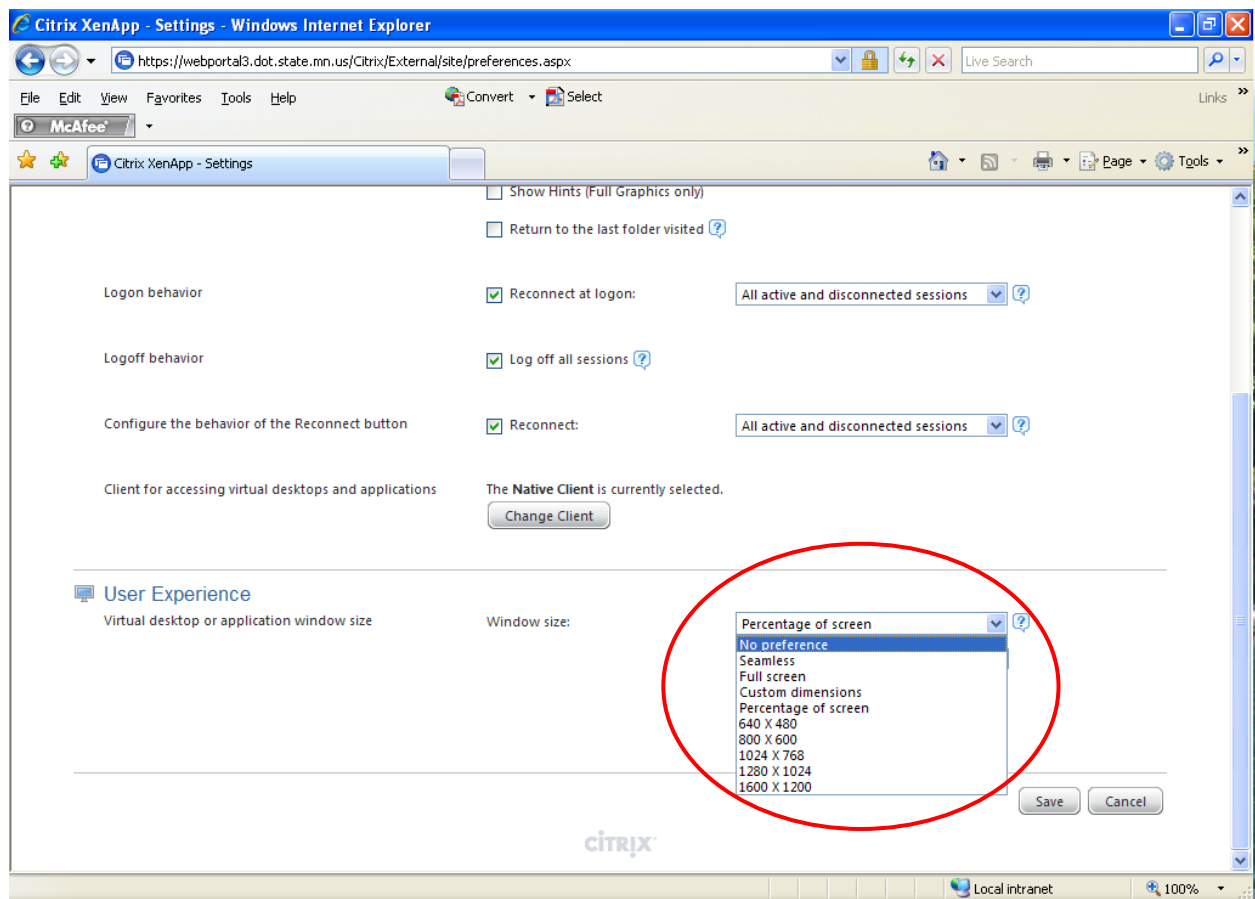 Citrix XenApp - Settings - Windows Internet Explorer
https://webportal3.dot.state.mn.us/Citrix/External/site/preferences.aspx
Live Search
File Edit View Favorites Tools Help
Convert Select
Links »
McAfee
Citrix XenApp - Settings
Page Tools »
Show Hints (Full Graphics only)
Return to the last folder visited ?
Logon behavior Reconnect at logon: All active and disconnected sessions ?
Logoff behavior Log off all sessions ?
Configure the behavior of the Reconnect button Reconnect: All active and disconnected sessions ?
Client for accessing virtual desktops and applications The Native Client is currently selected.
Change Client
User Experience
Virtual desktop or application window size Window size: Percentage of screen ?
No preference
Seamless
Full screen
Custom dimensions
Percentage of screen
640 X 480
800 X 600
1024 X 768
1280 X 1024
1600 X 1200
Save Cancel
CITRIX
Local intranet 100%